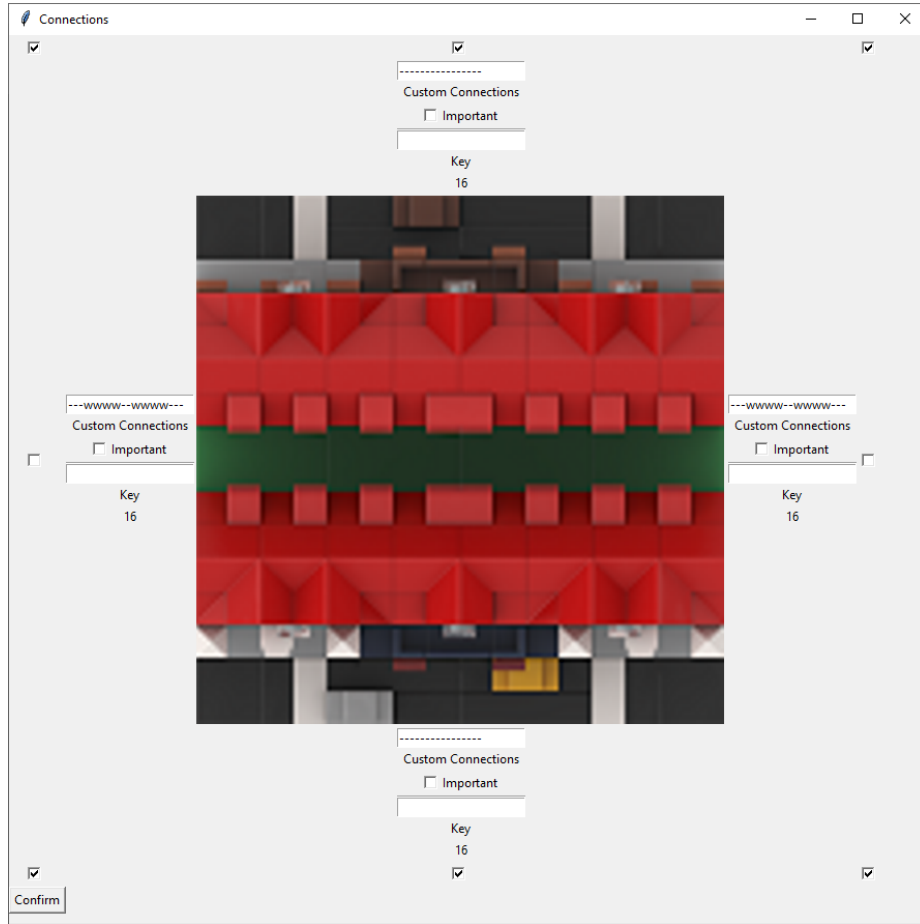 Connections
----------------
Custom Connections
Important
Key
16
---wwww--wwww---
Custom Connections
Important
Key
16
---wwww--wwww---
Custom Connections
Important
Key
16
----------------
Custom Connections
Important
Key
16
Confirm